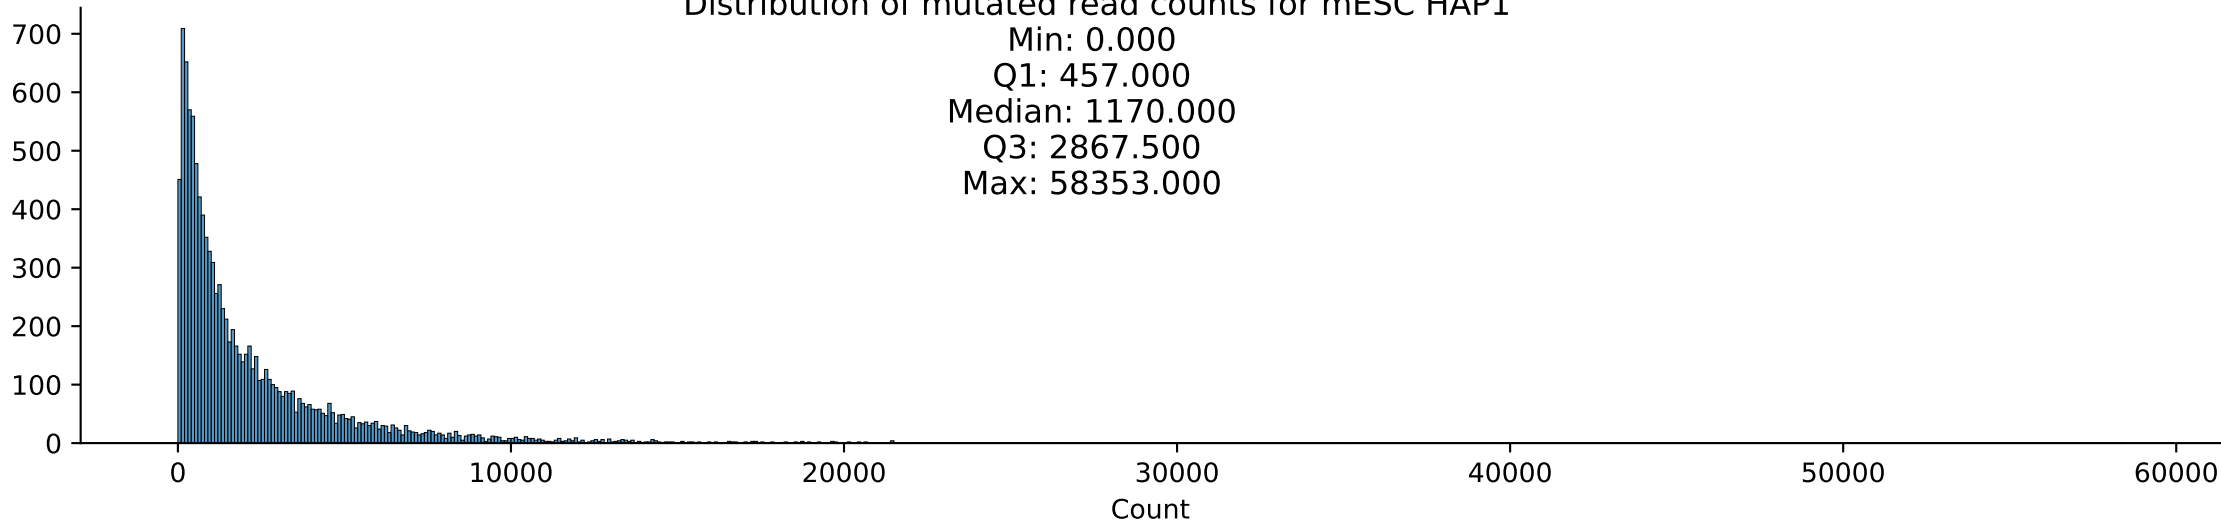 Distribution of mutated read counts for mESC HAP1
Min: 0.000
Q1: 457.000
Median: 1170.000
Q3: 2867.500
Max: 58353.000
700
600
500
400
300
200
100
0
0 10000 20000 30000 40000 50000 60000
Count